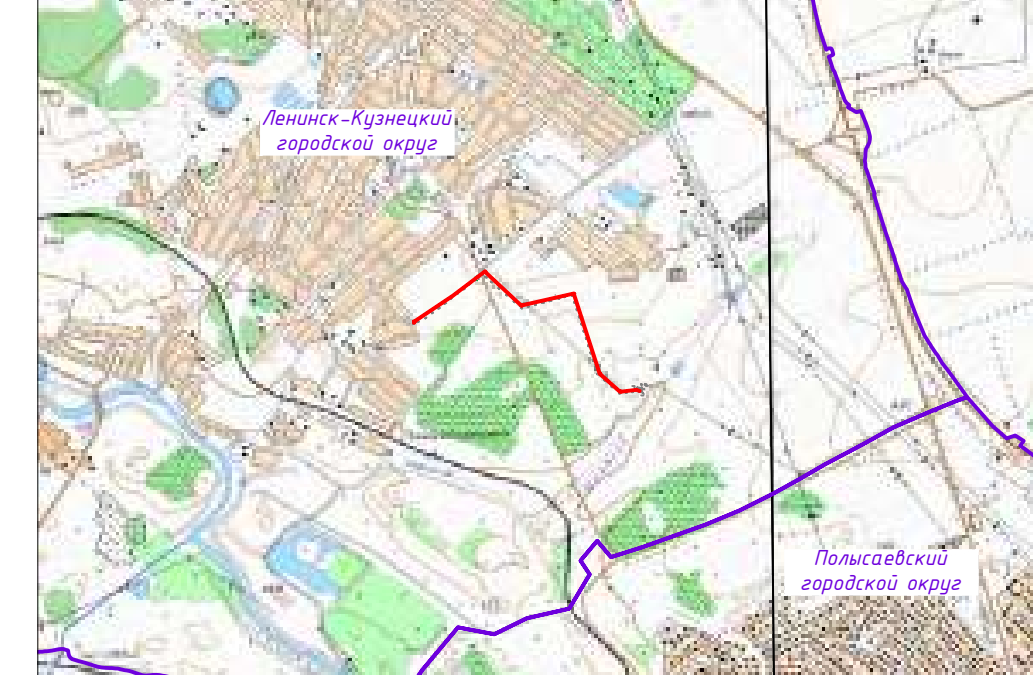 Ленинск-Кузнецкий
городской округ
Полысаевский
городской округ